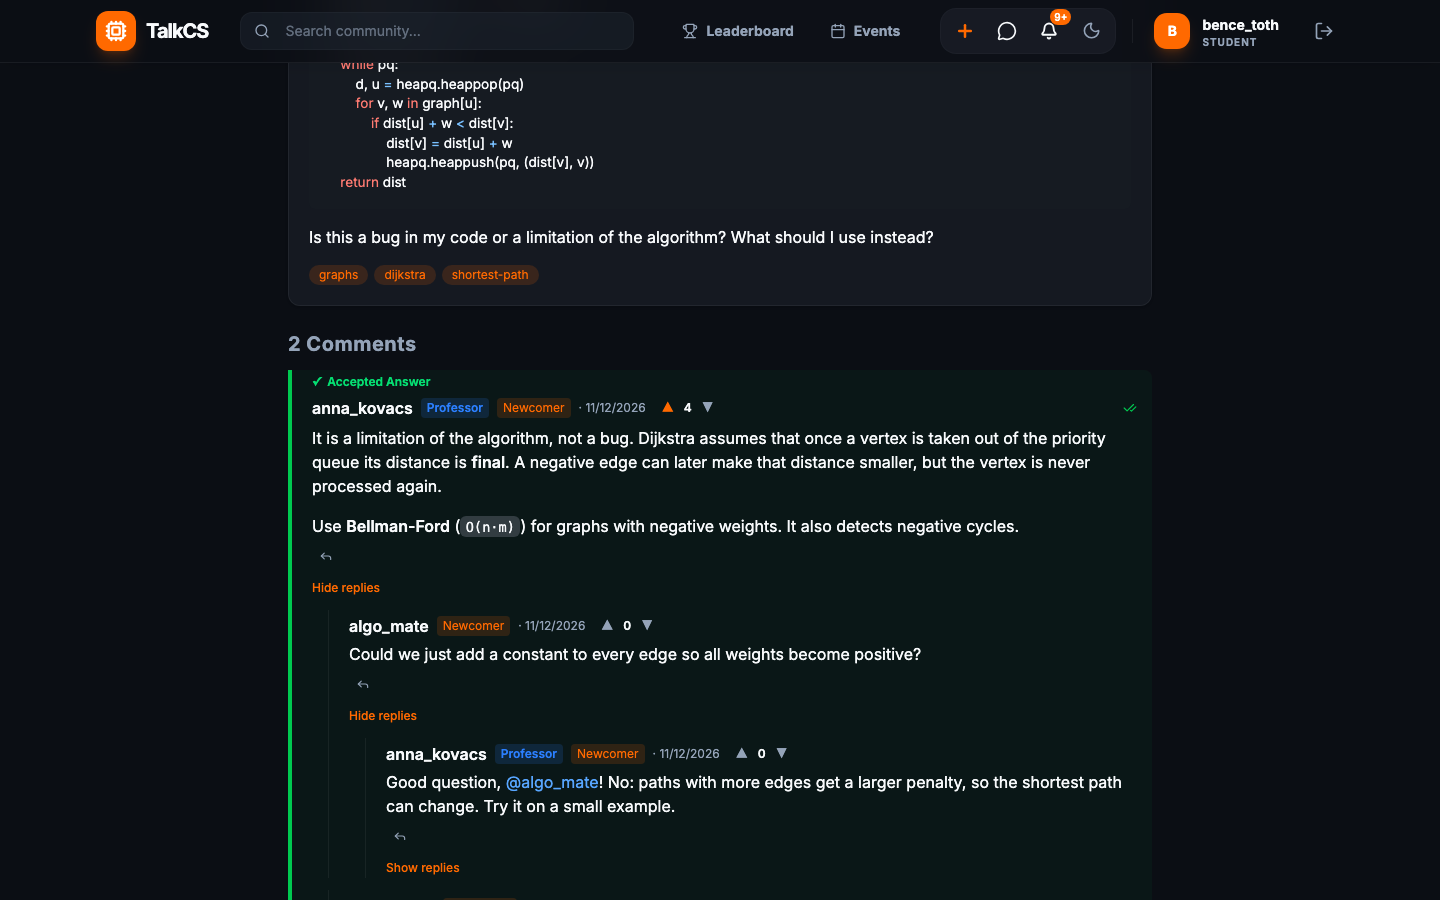 TalkCS
Search community...
Leaderboard
Events
9+
B
bence_toth
STUDENT
while pq:
d, u = heapq.heappop(pq)
for v, w in graph[u]:
if dist[u] + w < dist[v]:
dist[v] = dist[u] + w
heapq.heappush(pq, (dist[v], v))
return dist
Is this a bug in my code or a limitation of the algorithm? What should I use instead?
graphs dijkstra shortest-path
2 Comments
✓ Accepted Answer
anna_kovacs Professor Newcomer · 11/12/2026 ▲ 4 ▼
It is a limitation of the algorithm, not a bug. Dijkstra assumes that once a vertex is taken out of the priority
queue its distance is final. A negative edge can later make that distance smaller, but the vertex is never
processed again.
Use Bellman-Ford (O(n·m)) for graphs with negative weights. It also detects negative cycles.
Hide replies
algo_mate Newcomer · 11/12/2026 ▲ 0 ▼
Could we just add a constant to every edge so all weights become positive?
Hide replies
anna_kovacs Professor Newcomer · 11/12/2026 ▲ 0 ▼
Good question, @algo_mate! No: paths with more edges get a larger penalty, so the shortest path
can change. Try it on a small example.
Show replies